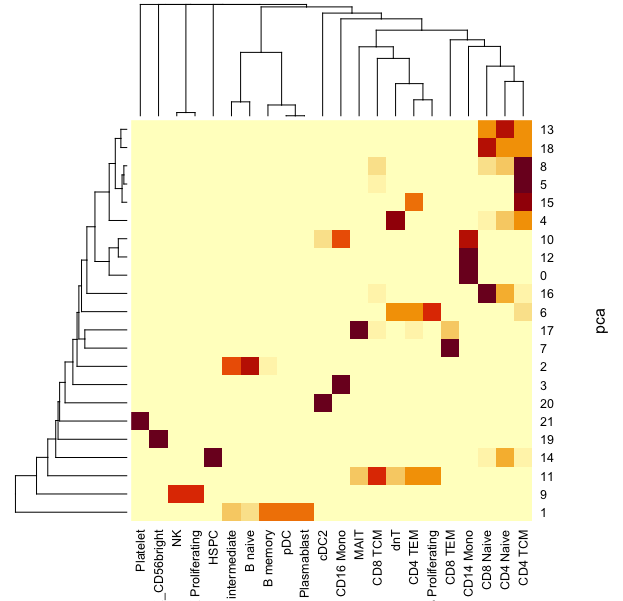 13
18
8
5
15
4
10
12
0
16
6
17
7
2
3
20
21
19
14
11
9
1
pca
Platelet
_CD56bright
NK
Proliferating
HSPC
intermediate
B naive
B memory
pDC
Plasmablast
cDC2
CD16 Mono
MAIT
CD8 TCM
dnT
CD4 TEM
Proliferating
CD8 TEM
CD14 Mono
CD8 Naive
CD4 Naive
CD4 TCM